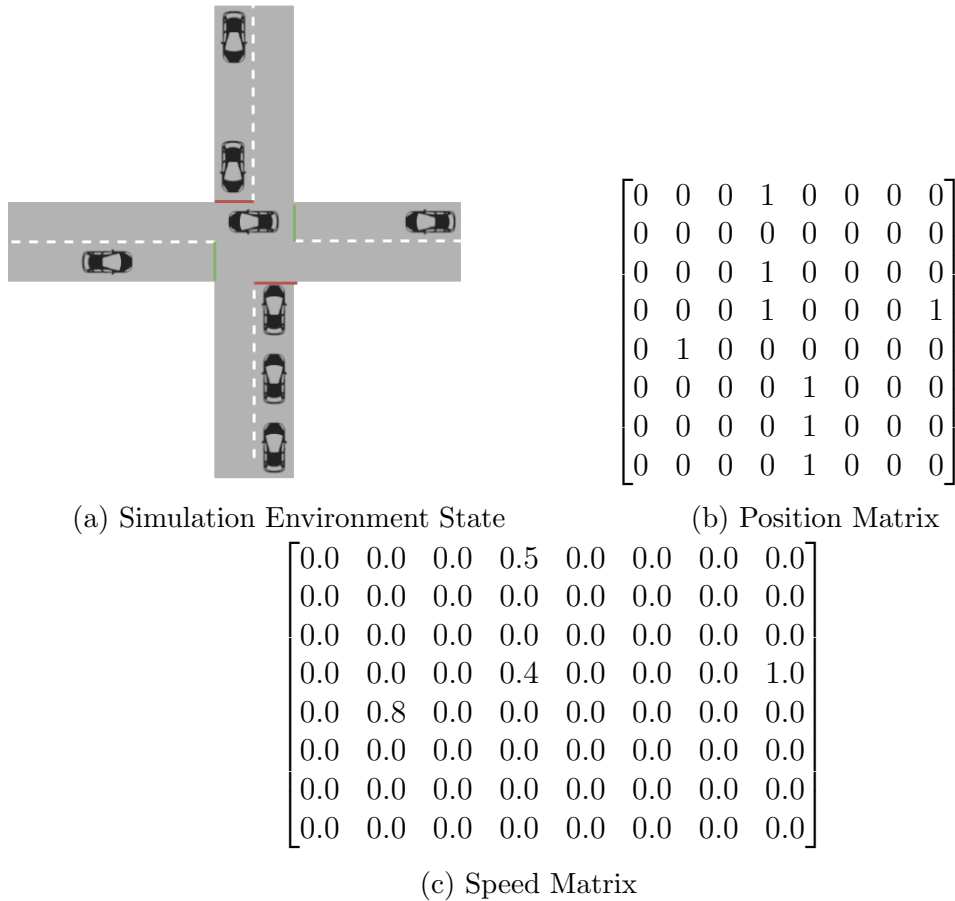 0 0 0 1 0 0 0 0
0 0 0 0 0 0 0 0
0 0 0 1 0 0 0 0
0 0 0 1 0 0 0 1
0 1 0 0 0 0 0 0
0 0 0 0 1 0 0 0
0 0 0 0 1 0 0 0
0 0 0 0 1 0 0 0
(a) Simulation Environment State
(b) Position Matrix
0.0 0.0 0.0 0.5 0.0 0.0 0.0 0.0
0.0 0.0 0.0 0.0 0.0 0.0 0.0 0.0
0.0 0.0 0.0 0.0 0.0 0.0 0.0 0.0
0.0 0.0 0.0 0.4 0.0 0.0 0.0 1.0
0.0 0.8 0.0 0.0 0.0 0.0 0.0 0.0
0.0 0.0 0.0 0.0 0.0 0.0 0.0 0.0
0.0 0.0 0.0 0.0 0.0 0.0 0.0 0.0
0.0 0.0 0.0 0.0 0.0 0.0 0.0 0.0
(c) Speed Matrix